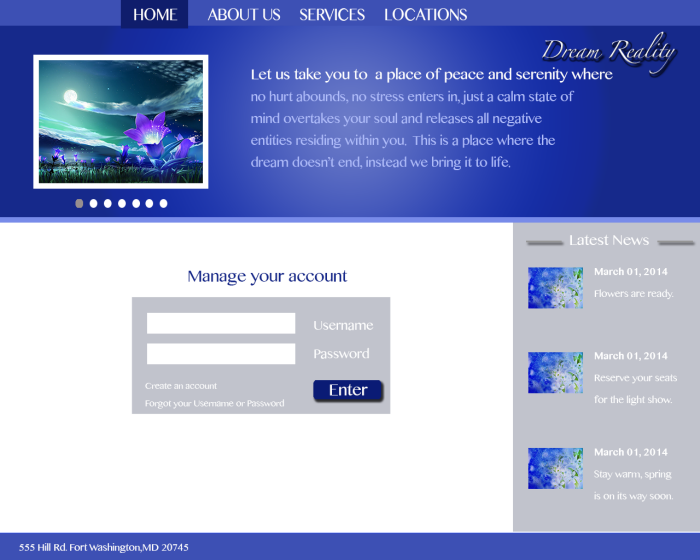 HOME ABOUT US SERVICES LOCATIONS
Dream Reality
Let us take you to a place of peace and serenity where
no hurt abounds, no stress enters in, just a calm state of
mind overtakes your soul and releases all negative
entities residing within you. This is a place where the
dream doesn't end, instead we bring it to life.
Manage your account
Username
Password
Create an account
Enter
Forgot your Username or Password
Latest News
March 01, 2014
Flowers are ready.
March 01, 2014
Reserve your seats
for the light show.
March 01, 2014
Stay warm, spring
is on its way soon.
555 Hill Rd. Fort Washington,MD 20745